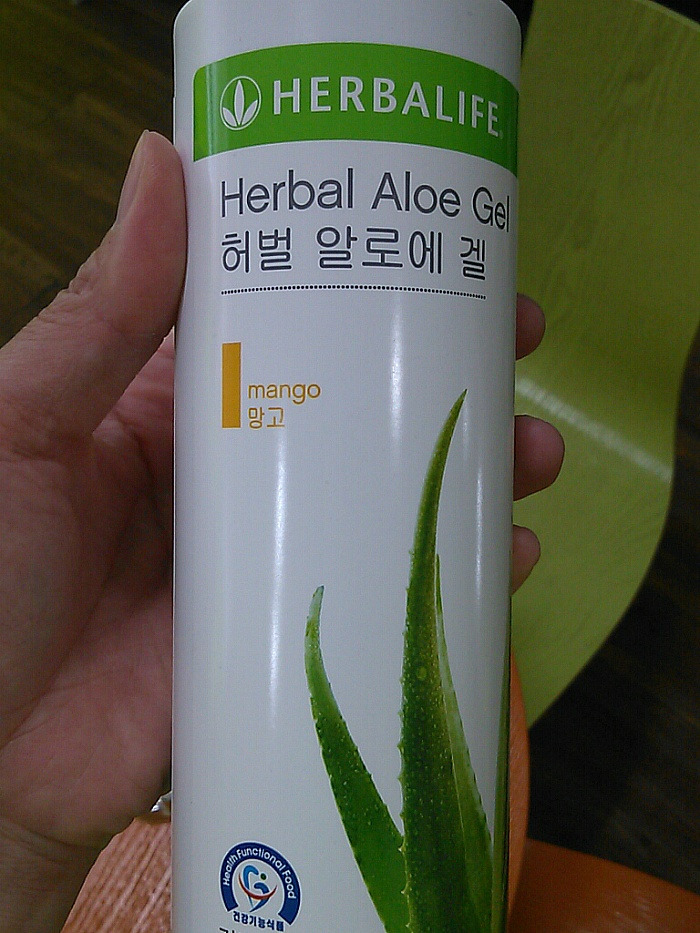 HERBALIFE
Herbal Aloe Gel
허벌 알로에 겔
mango
망고
Health Functional Food
건강기능식품